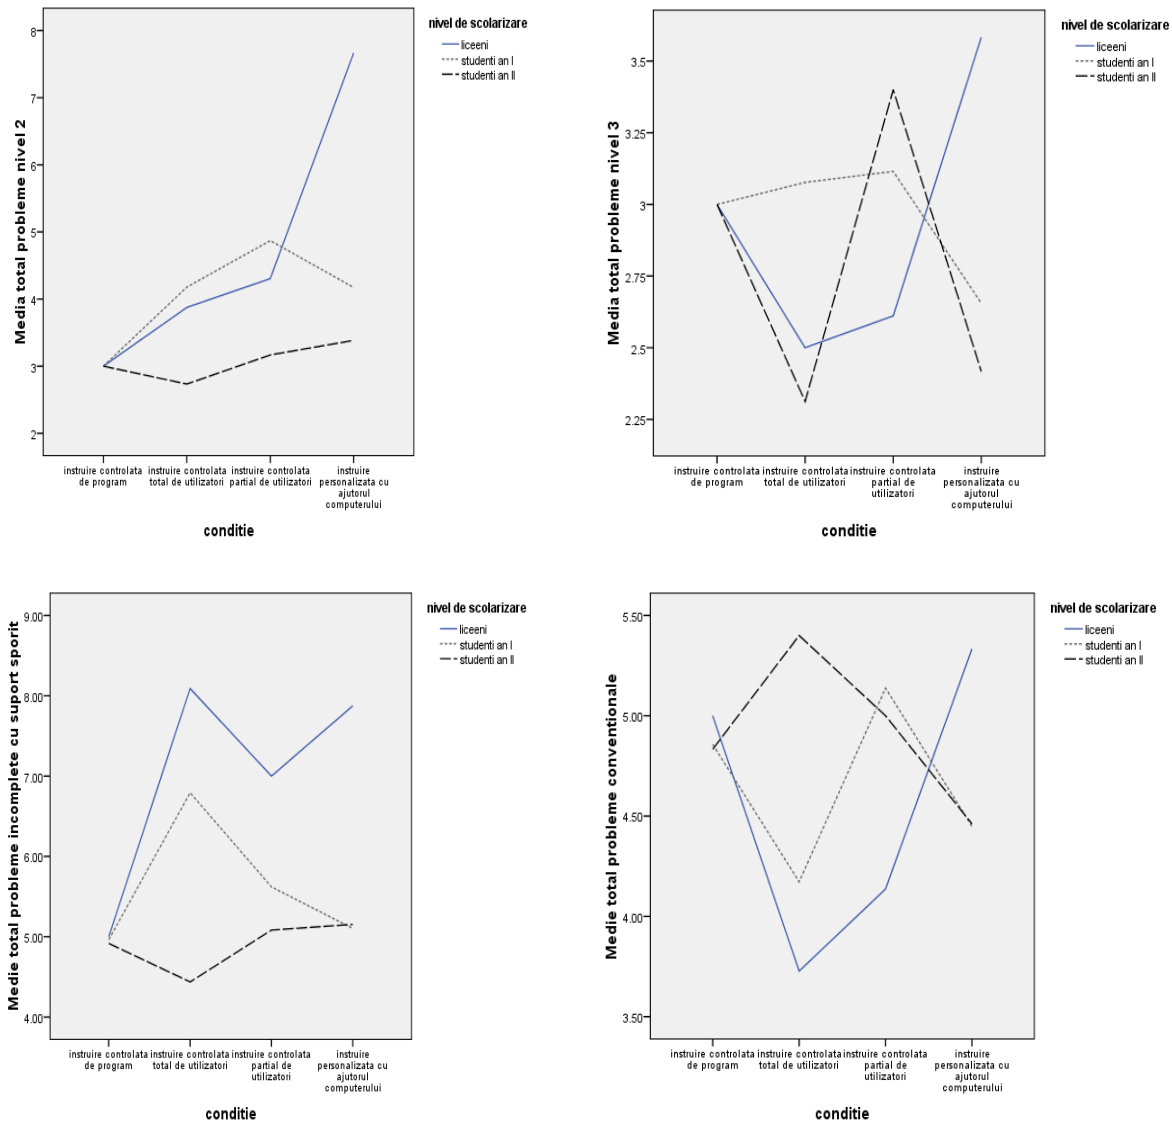 Media total probleme nivel 2
8
7
6
5
4
3
2
instruire controlata
de program
instruire controlata
total de utilizatori
instruire controlata
partial de utilizatori
instruire
personalizata cu
ajutorul
computerului
conditie
nivel de scolarizare
liceeni
studenti an I
studenti an II
Media total probleme nivel 3
3.5
3.25
3
2.75
2.5
2.25
instruire controlata
de program
instruire controlata
total de utilizatori
instruire controlata
partial de
utilizatori
instruire
personalizata cu
ajutorul
computerului
conditie
nivel de scolarizare
liceeni
studenti an I
studenti an II
Medie total probleme incomplete cu suport sporit
9.00
8.00
7.00
6.00
5.00
4.00
instruire controlata
de program
instruire controlata
total de utilizatori
instruire controlata
partial de
utilizatori
instruire
personalizata cu
ajutorul
computerului
conditie
nivel de scolarizare
liceeni
studenti an I
studenti an II
Medie total probleme conventionale
5.50
5.00
4.50
4.00
3.50
instruire controlata
de program
instruire controlata
total de utilizatori
instruire controlata
partial de
utilizatori
instruire
personalizata cu
ajutorul
computerului
conditie
nivel de scolarizare
liceeni
studenti an I
studenti an II